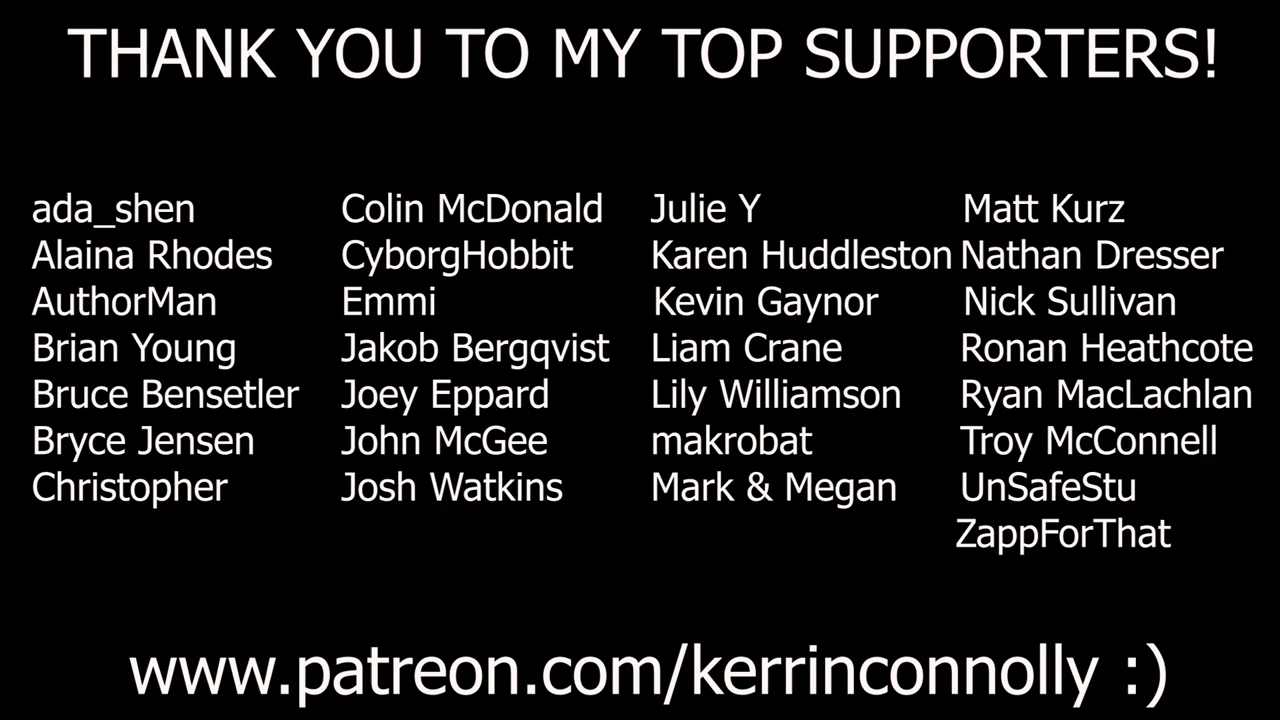 THANK YOU TO MY TOP SUPPORTERS!
ada_shen
Alaina Rhodes
AuthorMan
Brian Young
Bruce Bensetler
Bryce Jensen
Christopher
Colin McDonald
CyborgHobbit
Emmi
Jakob Bergqvist
Joey Eppard
John McGee
Josh Watkins
Julie Y
Karen Huddleston
Kevin Gaynor
Liam Crane
Lily Williamson
makrobat
Mark & Megan
Matt Kurz
Nathan Dresser
Nick Sullivan
Ronan Heathcote
Ryan MacLachlan
Troy McConnell
UnSafeStu
ZappForThat
www.patreon.com/kerrinconnolly :)